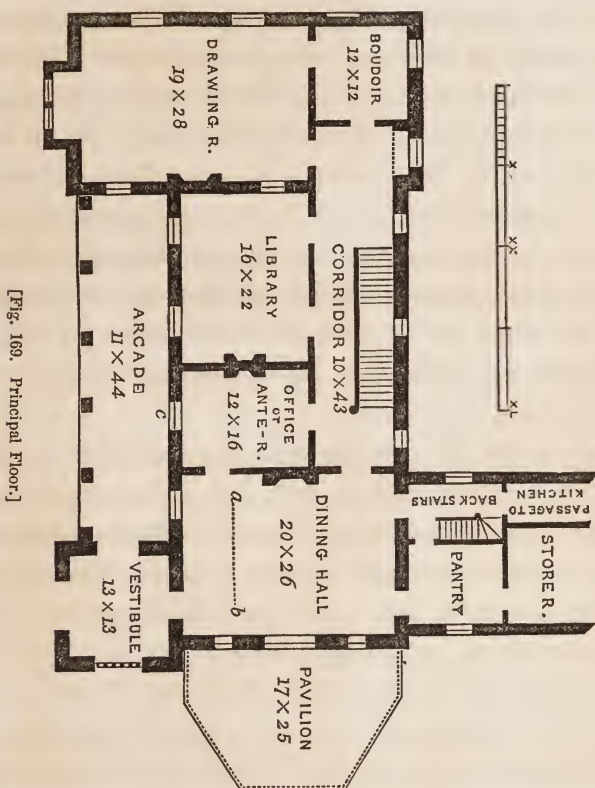 X
XX
XL
PASSAGE TO
KITCHEN
STORE R.
BACK STAIRS
PANTRY
BOUDOIR
12 X 12
CORRIDOR 10 X 43
DRAWING R.
19 X 28
LIBRARY
16 X 22
OFFICE
or
ANTE-R.
12 X 16
DINING HALL
20 X 26
a
b
PAVILION
17 X 25
c
ARCADE
11 X 44
VESTIBULE
13 X 13
[Fig. 169. Principal Floor.]